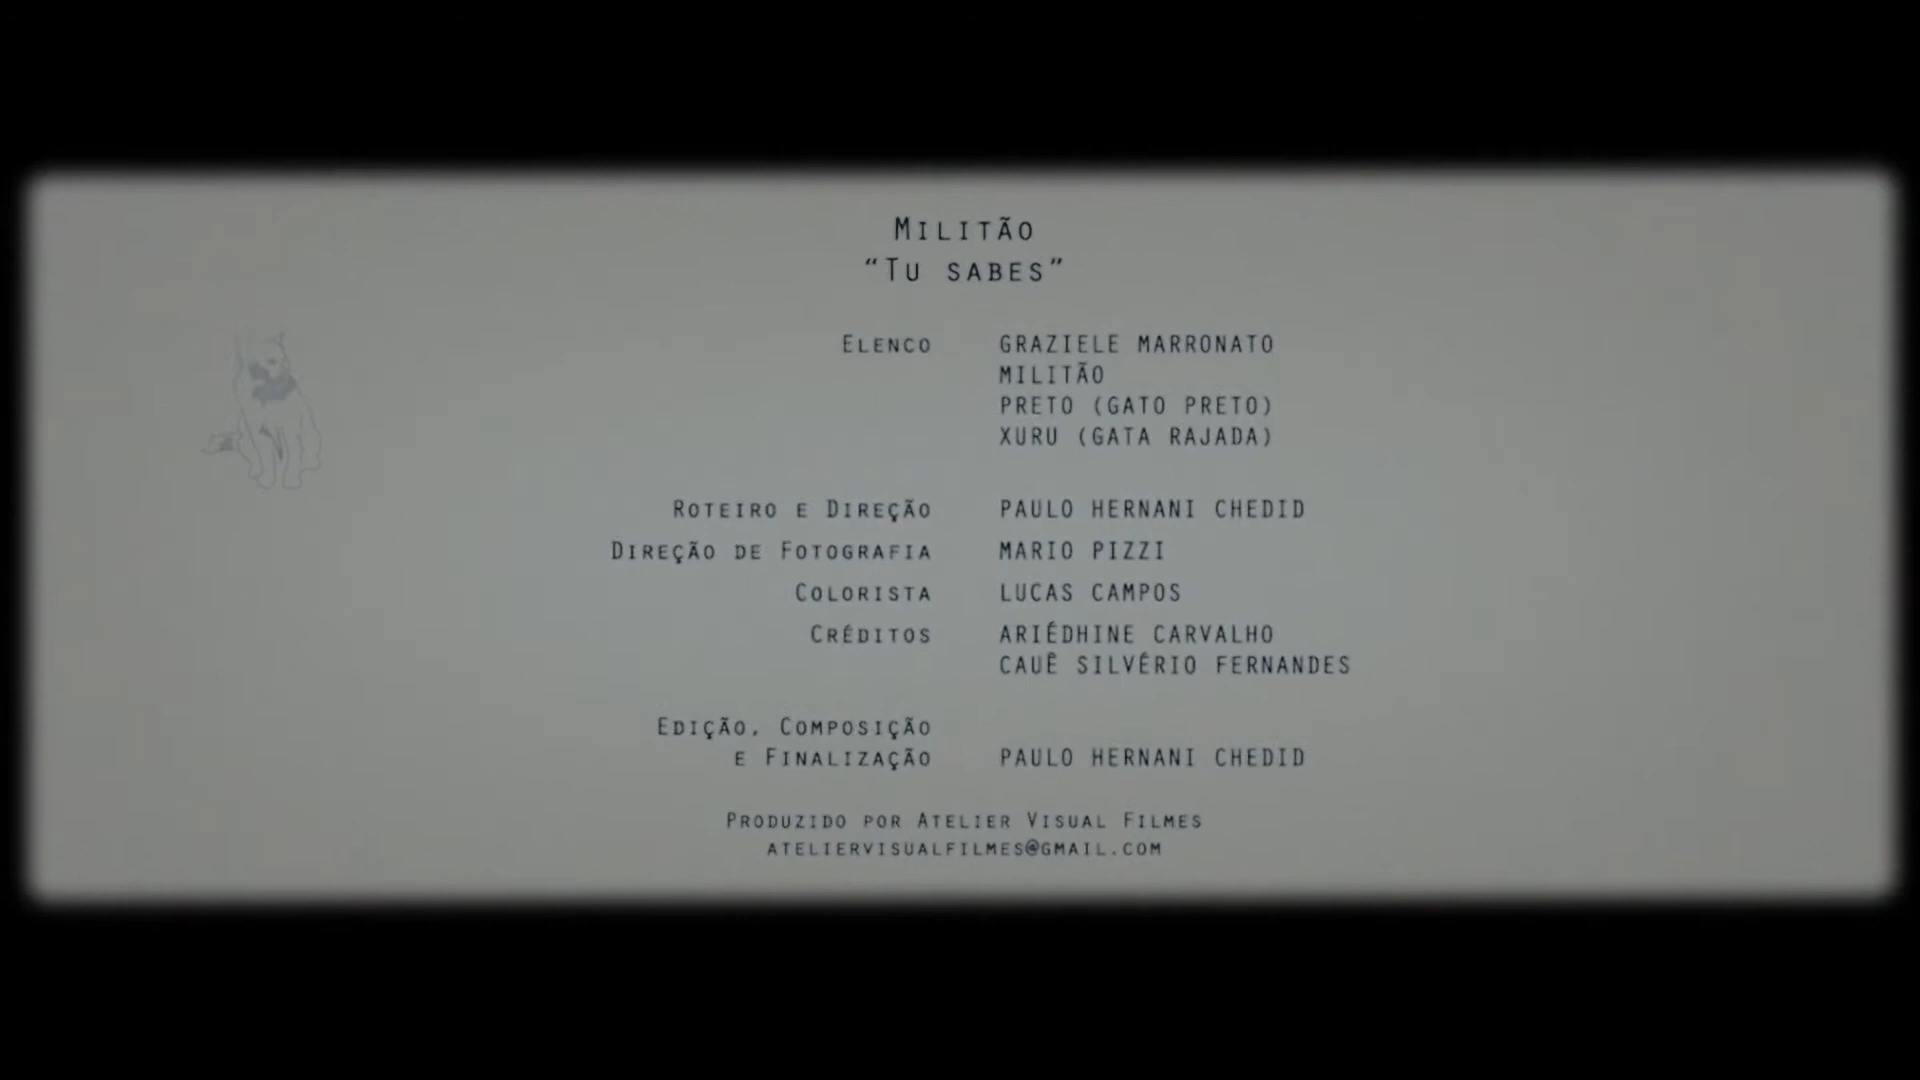 Militão
“Tu sabes”
Elenco GRAZIELE MARRONATO
MILITÃO
PRETO (GATO PRETO)
XURU (GATA RAJADA)
Roteiro e Direção PAULO HERNANI CHEDID
Direção de Fotografia MARIO PIZZI
Colorista LUCAS CAMPOS
Créditos ARIÉDHINE CARVALHO
CAUÊ SILVÉRIO FERNANDES
Edição, Composição
e Finalização PAULO HERNANI CHEDID
Produzido por Atelier Visual Filmes
ateliervisualfilmes@gmail.com